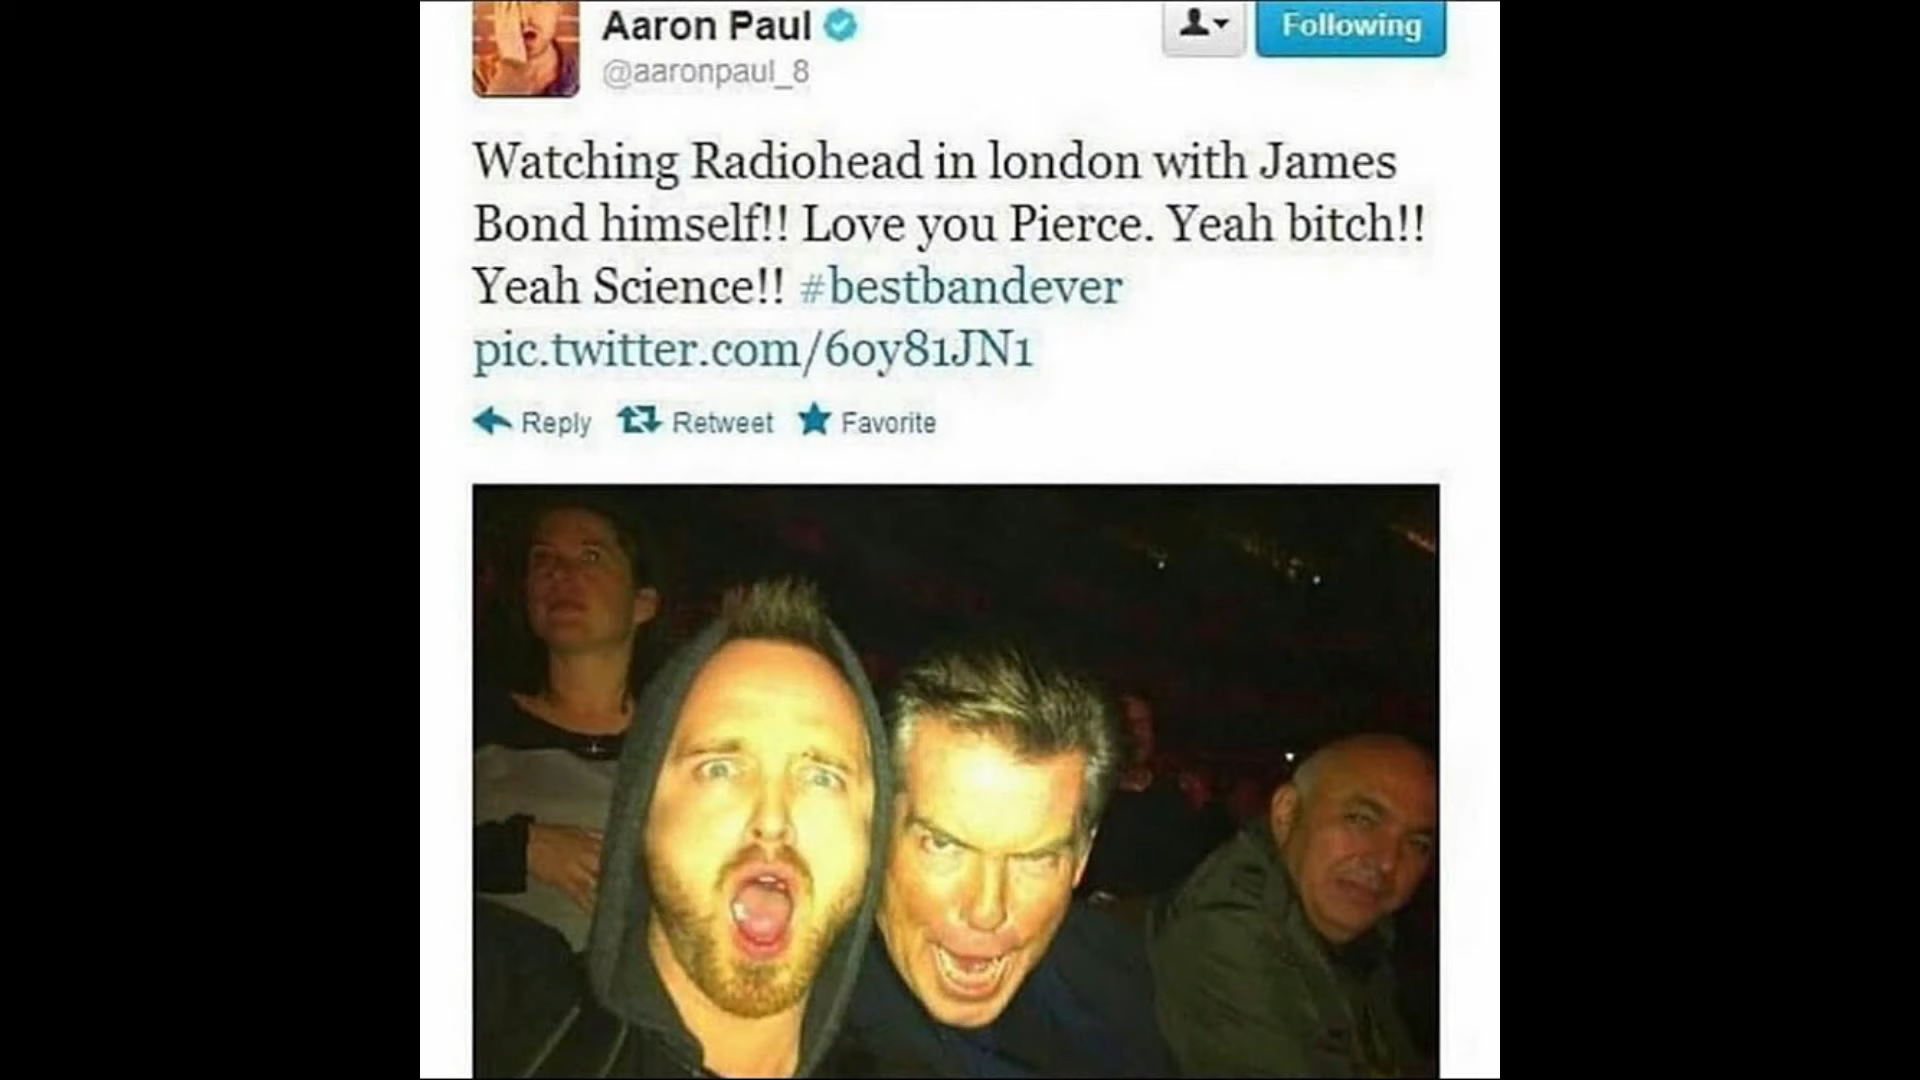 Aaron Paul
Following
@aaronpaul_8
Watching Radiohead in london with James
Bond himself!! Love you Pierce. Yeah bitch!!
Yeah Science!! #bestbandever
pic.twitter.com/6oy81JN1
Reply Retweet Favorite